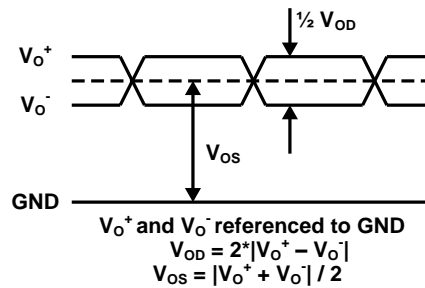 ½ V_OD
V_O^+
V_O^-
V_OS
GND
V_O^+ and V_O^- referenced to GND
V_OD = 2*|V_O^+ – V_O^-|
V_OS = |V_O^+ + V_O^-| / 2